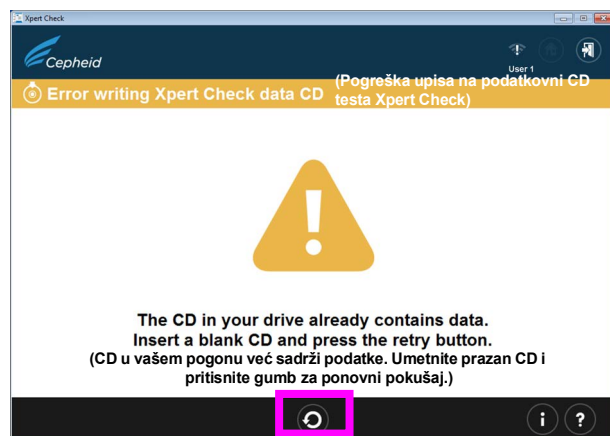 Xpert Check
Cepheid
User 1
Error writing Xpert Check data CD
(Pogreška upisa na podatkovni CD
testa Xpert Check)
!
The CD in your drive already contains data.
Insert a blank CD and press the retry button.
(CD u vašem pogonu već sadrži podatke. Umetnite prazan CD i
pritisnite gumb za ponovni pokušaj.)
i ?